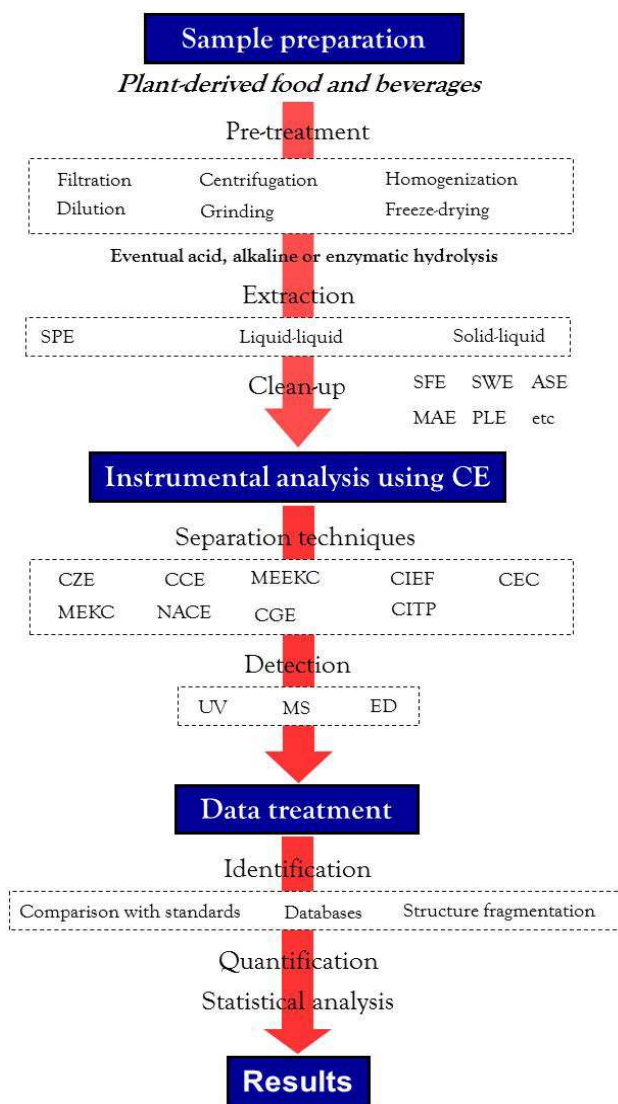 Sample preparation
Plant-derived food and beverages
Pre-treatment
Filtration Centrifugation Homogenization
Dilution Grinding Freeze-drying
Eventual acid, alkaline or enzymatic hydrolysis
Extraction
SPE Liquid-liquid Solid-liquid
Clean-up
SFE SWE ASE
MAE PLE etc
Instrumental analysis using CE
Separation techniques
CZE CCE MEEKC CIEF CEC
MEKC NACE CGE CITP
Detection
UV MS ED
Data treatment
Identification
Comparison with standards Databases Structure fragmentation
Quantification
Statistical analysis
Results